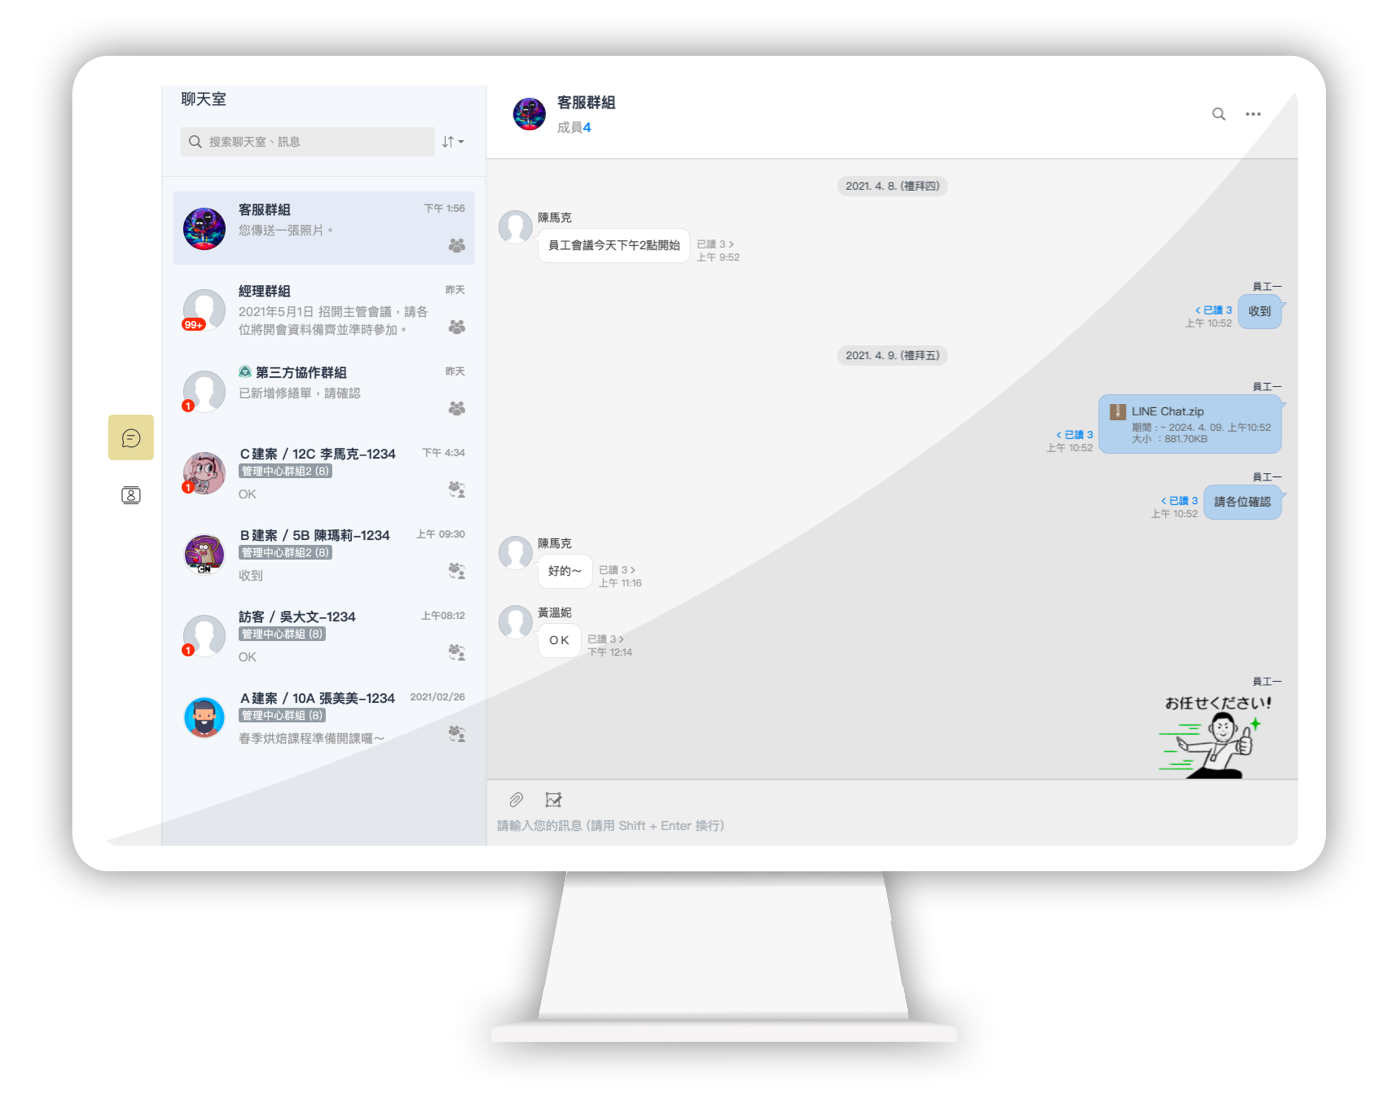 聊天室
搜索聊天室、訊息
客服群組
下午 1:56
您傳送一張照片。
經理群組
昨天
2021年5月1日 招開主管會議，請各
位將開會資料備齊並準時參加。
99+
第三方協作群組
昨天
已新增修繕單，請確認
1
C建案 / 12C 李馬克-1234
下午 4:34
管理中心群組2 (8)
1
OK
B建案 / 5B 陳瑪莉-1234
上午 09:30
管理中心群組2 (8)
CN
收到
訪客 / 吳大文-1234
上午08:12
管理中心群組 (8)
1
OK
A建案 / 10A 張美美-1234
2021/02/26
管理中心群組 (8)
春季烘焙課程準備開課囉～
客服群組
成員4
2021. 4. 8. (禮拜四)
陳馬克
員工會議今天下午2點開始
已讀 3 >
上午 9:52
員工一
< 已讀 3
上午 10:52
收到
2021. 4. 9. (禮拜五)
員工一
LINE Chat.zip
期間 : ~ 2024. 4. 09. 上午10:52
大小 : 881.70KB
< 已讀 3
上午 10:52
員工一
< 已讀 3
上午 10:52
請各位確認
陳馬克
好的～
已讀 3 >
上午 11:16
黃溫妮
OK
已讀 3 >
下午 12:14
員工一
お任せください!
請輸入您的訊息 (請用 Shift + Enter 換行)